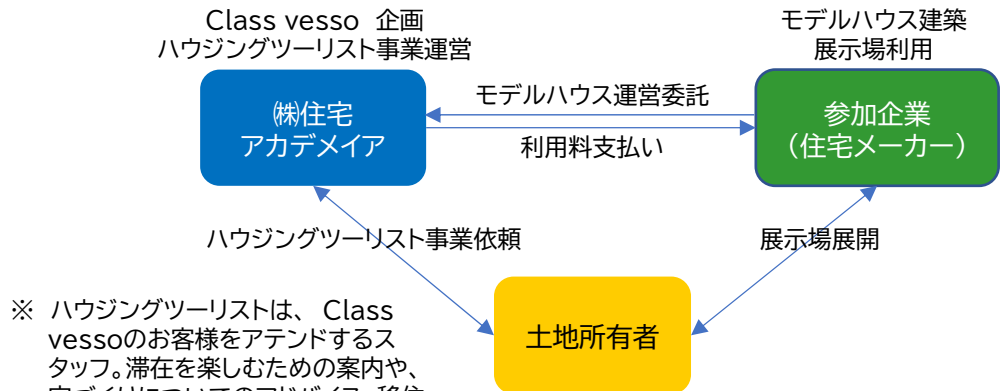 Class vesso 企画
ハウジングツーリスト事業運営
モデルハウス建築
展示場利用
㈱住宅
アカデメイア
モデルハウス運営委託
利用料支払い
参加企業
(住宅メーカー)
ハウジングツーリスト事業依頼
展示場展開
土地所有者
※ ハウジングツーリストは、 Class
vessoのお客様をアテンドするス
タッフ。滞在を楽しむための案内や、